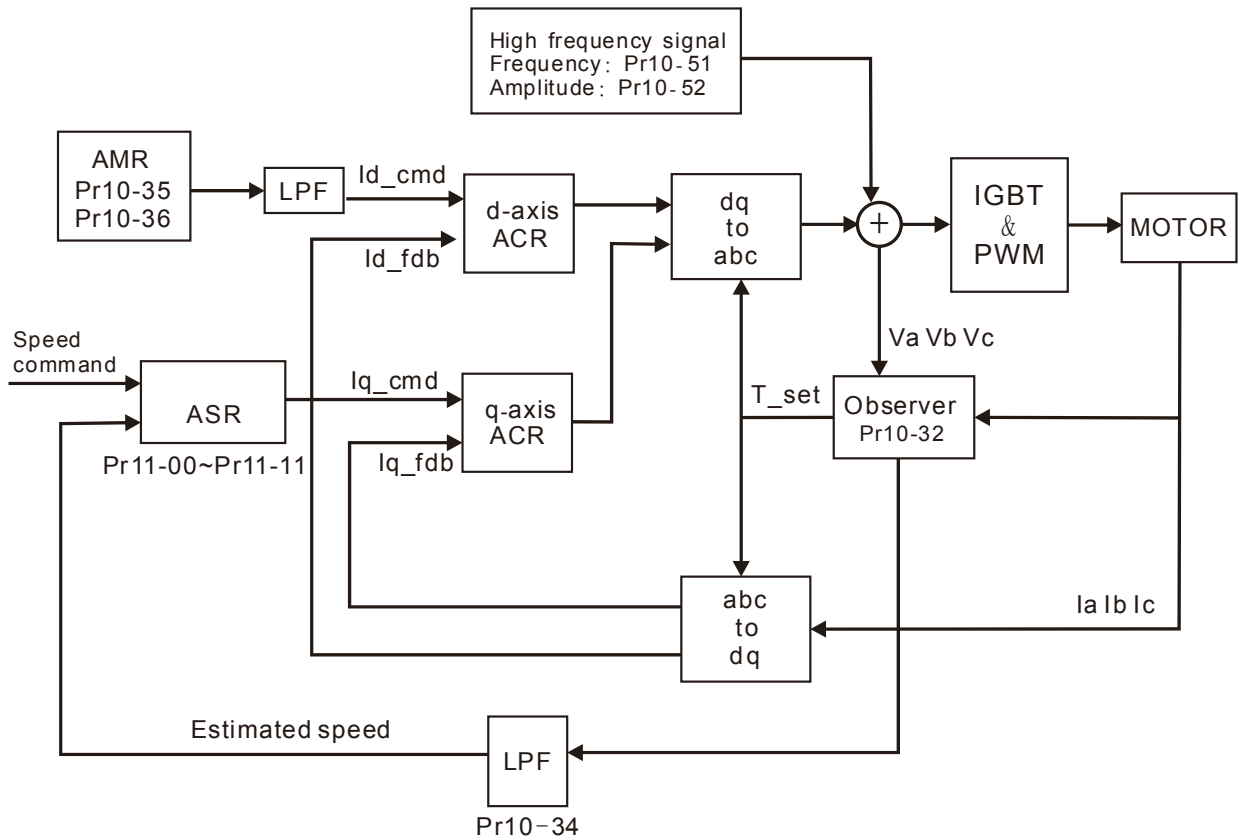 High frequency signal
Frequency: Pr10-51
Amplitude: Pr10-52
AMR
Pr10-35
Pr10-36
LPF
Id_cmd
Id_fdb
d-axis
ACR
dq
to
abc
+
IGBT
&
PWM
MOTOR
Va Vb Vc
Speed
command
ASR
Pr11-00~Pr11-11
Iq_cmd
Iq_fdb
q-axis
ACR
T_set
Observer
Pr10-32
abc
to
dq
Ia Ib Ic
Estimated speed
LPF
Pr10-34